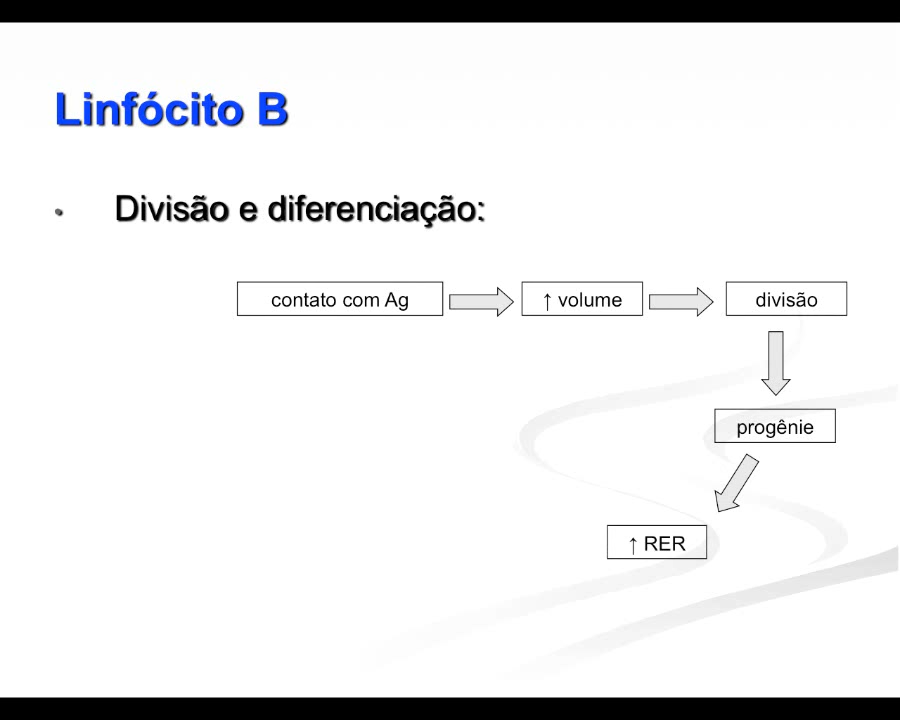 Linfócito B
• Divisão e diferenciação:
contato com Ag
↑ volume
divisão
progênie
↑ RER